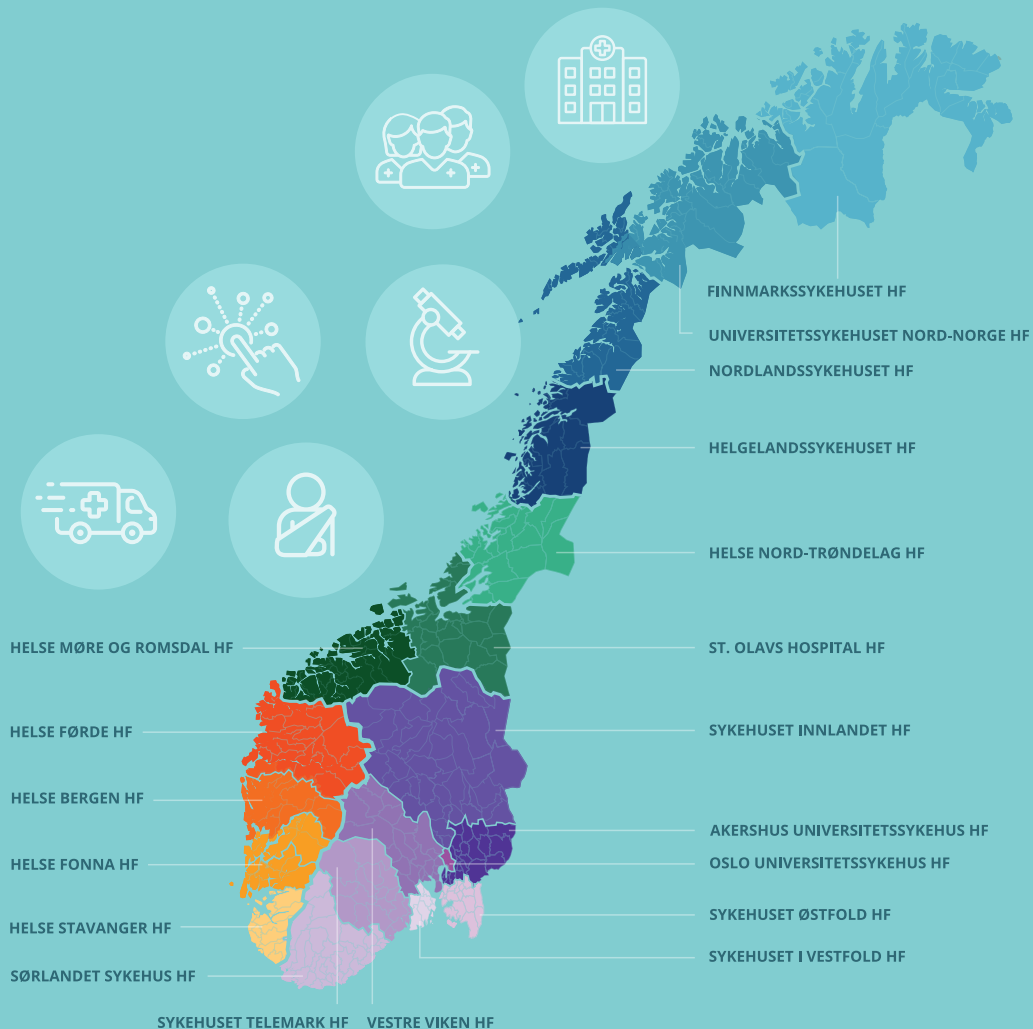 FINNMARKSSYKEHUSET HF
UNIVERSITETSSYKEHUSET NORD-NORGE HF
NORDLANDSSYKEHUSET HF
HELGELANDSSYKEHUSET HF
HELSE NORD-TRØNDELAG HF
HELSE MØRE OG ROMSDAL HF
ST. OLAVS HOSPITAL HF
HELSE FØRDE HF
SYKEHUSET INNLANDET HF
HELSE BERGEN HF
AKERSHUS UNIVERSITETSSYKEHUS HF
HELSE FONNA HF
OSLO UNIVERSITETSSYKEHUS HF
SYKEHUSET ØSTFOLD HF
HELSE STAVANGER HF
SYKEHUSET I VESTFOLD HF
SØRLANDET SYKEHUS HF
SYKEHUSET TELEMARK HF
VESTRE VIKEN HF